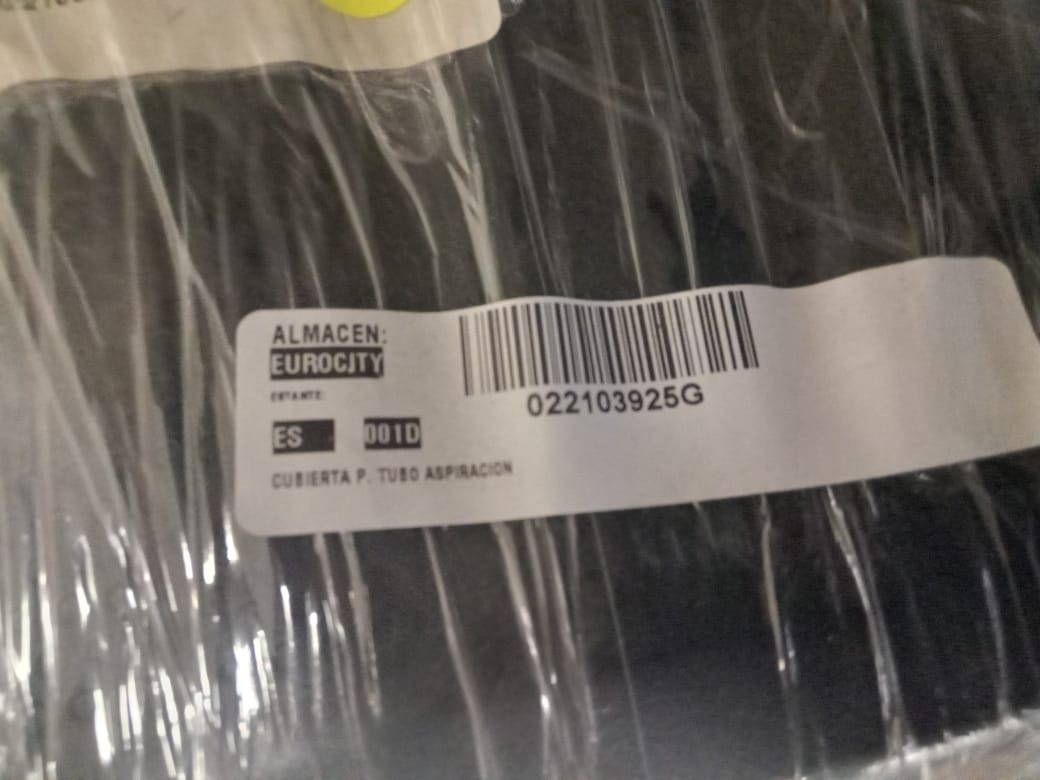 ALMACEN:
EUROCITY
ESTANTE:
ES 001D
022103925G
CUBIERTA P. TUBO ASPIRACION